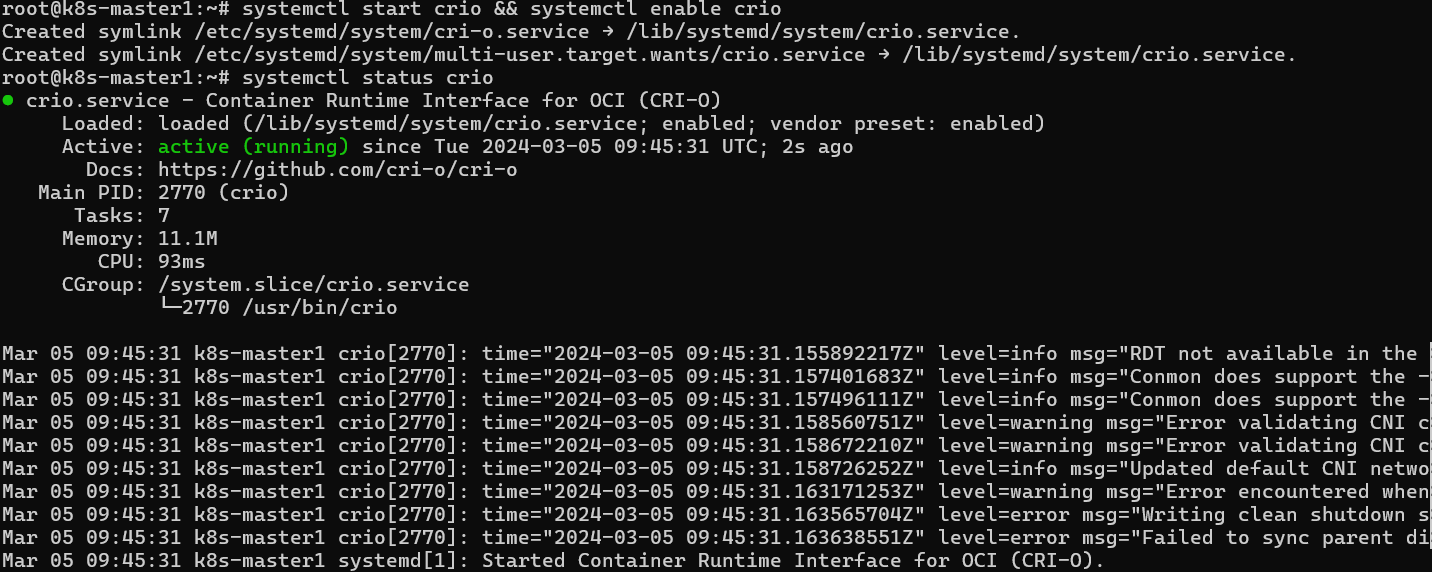 root@k8s-master1:~# systemctl start crio && systemctl enable crio
Created symlink /etc/systemd/system/cri-o.service → /lib/systemd/system/crio.service.
Created symlink /etc/systemd/system/multi-user.target.wants/crio.service → /lib/systemd/system/crio.service.
root@k8s-master1:~# systemctl status crio
● crio.service - Container Runtime Interface for OCI (CRI-O)
     Loaded: loaded (/lib/systemd/system/crio.service; enabled; vendor preset: enabled)
     Active: active (running) since Tue 2024-03-05 09:45:31 UTC; 2s ago
       Docs: https://github.com/cri-o/cri-o
   Main PID: 2770 (crio)
      Tasks: 7
     Memory: 11.1M
        CPU: 93ms
     CGroup: /system.slice/crio.service
             └─2770 /usr/bin/crio
Mar 05 09:45:31 k8s-master1 crio[2770]: time="2024-03-05 09:45:31.155892217Z" level=info msg="RDT not available in the
Mar 05 09:45:31 k8s-master1 crio[2770]: time="2024-03-05 09:45:31.157401683Z" level=info msg="Conmon does support the -
Mar 05 09:45:31 k8s-master1 crio[2770]: time="2024-03-05 09:45:31.157496111Z" level=info msg="Conmon does support the -
Mar 05 09:45:31 k8s-master1 crio[2770]: time="2024-03-05 09:45:31.158560751Z" level=warning msg="Error validating CNI c
Mar 05 09:45:31 k8s-master1 crio[2770]: time="2024-03-05 09:45:31.158672210Z" level=warning msg="Error validating CNI c
Mar 05 09:45:31 k8s-master1 crio[2770]: time="2024-03-05 09:45:31.158726252Z" level=info msg="Updated default CNI netwo
Mar 05 09:45:31 k8s-master1 crio[2770]: time="2024-03-05 09:45:31.163171253Z" level=warning msg="Error encountered when
Mar 05 09:45:31 k8s-master1 crio[2770]: time="2024-03-05 09:45:31.163565704Z" level=error msg="Writing clean shutdown s
Mar 05 09:45:31 k8s-master1 crio[2770]: time="2024-03-05 09:45:31.163638551Z" level=error msg="Failed to sync parent di
Mar 05 09:45:31 k8s-master1 systemd[1]: Started Container Runtime Interface for OCI (CRI-O).